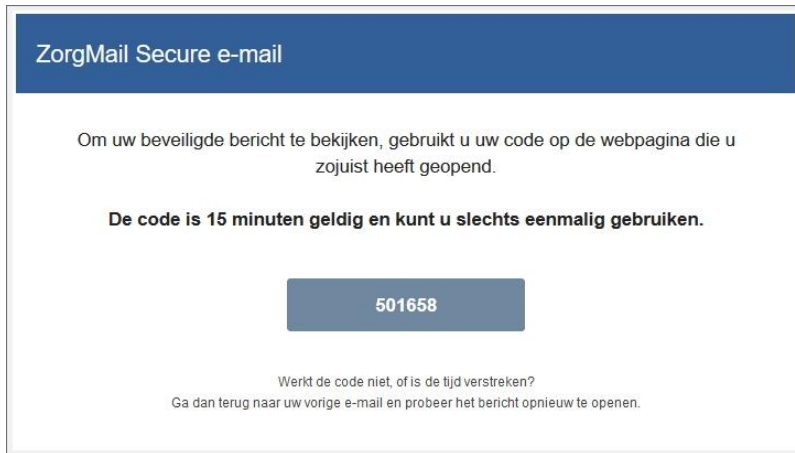 ZorgMail Secure e-mail
Om uw beveiligde bericht te bekijken, gebruikt u uw code op de webpagina die u
zojuist heeft geopend.
De code is 15 minuten geldig en kunt u slechts eenmalig gebruiken.
501658
Werkt de code niet, of is de tijd verstreken?
Ga dan terug naar uw vorige e-mail en probeer het bericht opnieuw te openen.